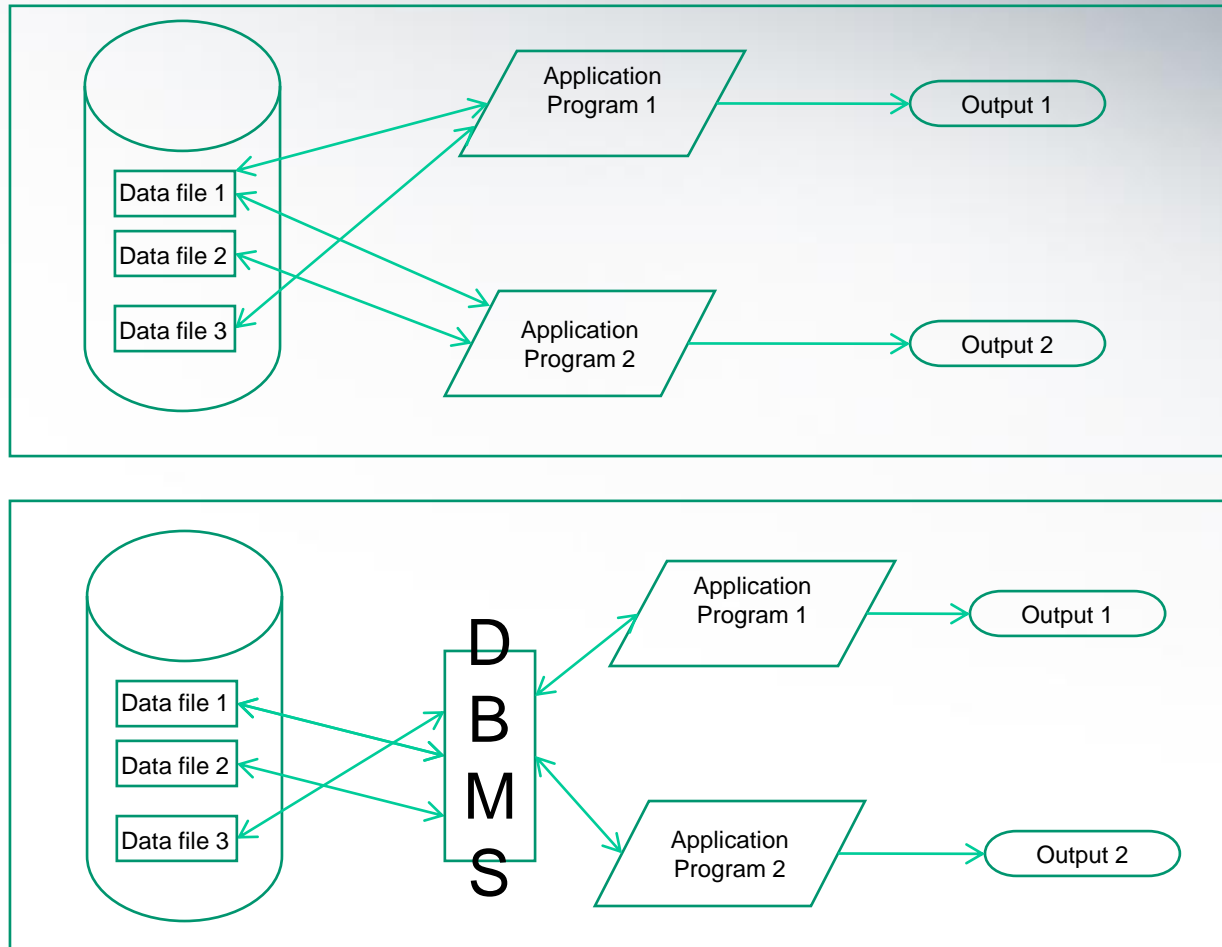 Application
Program 1
Output 1
Data file 1
Data file 2
Data file 3
Application
Program 2
Output 2
Application
Program 1
Output 1
D
B
M
S
Data file 1
Data file 2
Data file 3
Application
Program 2
Output 2